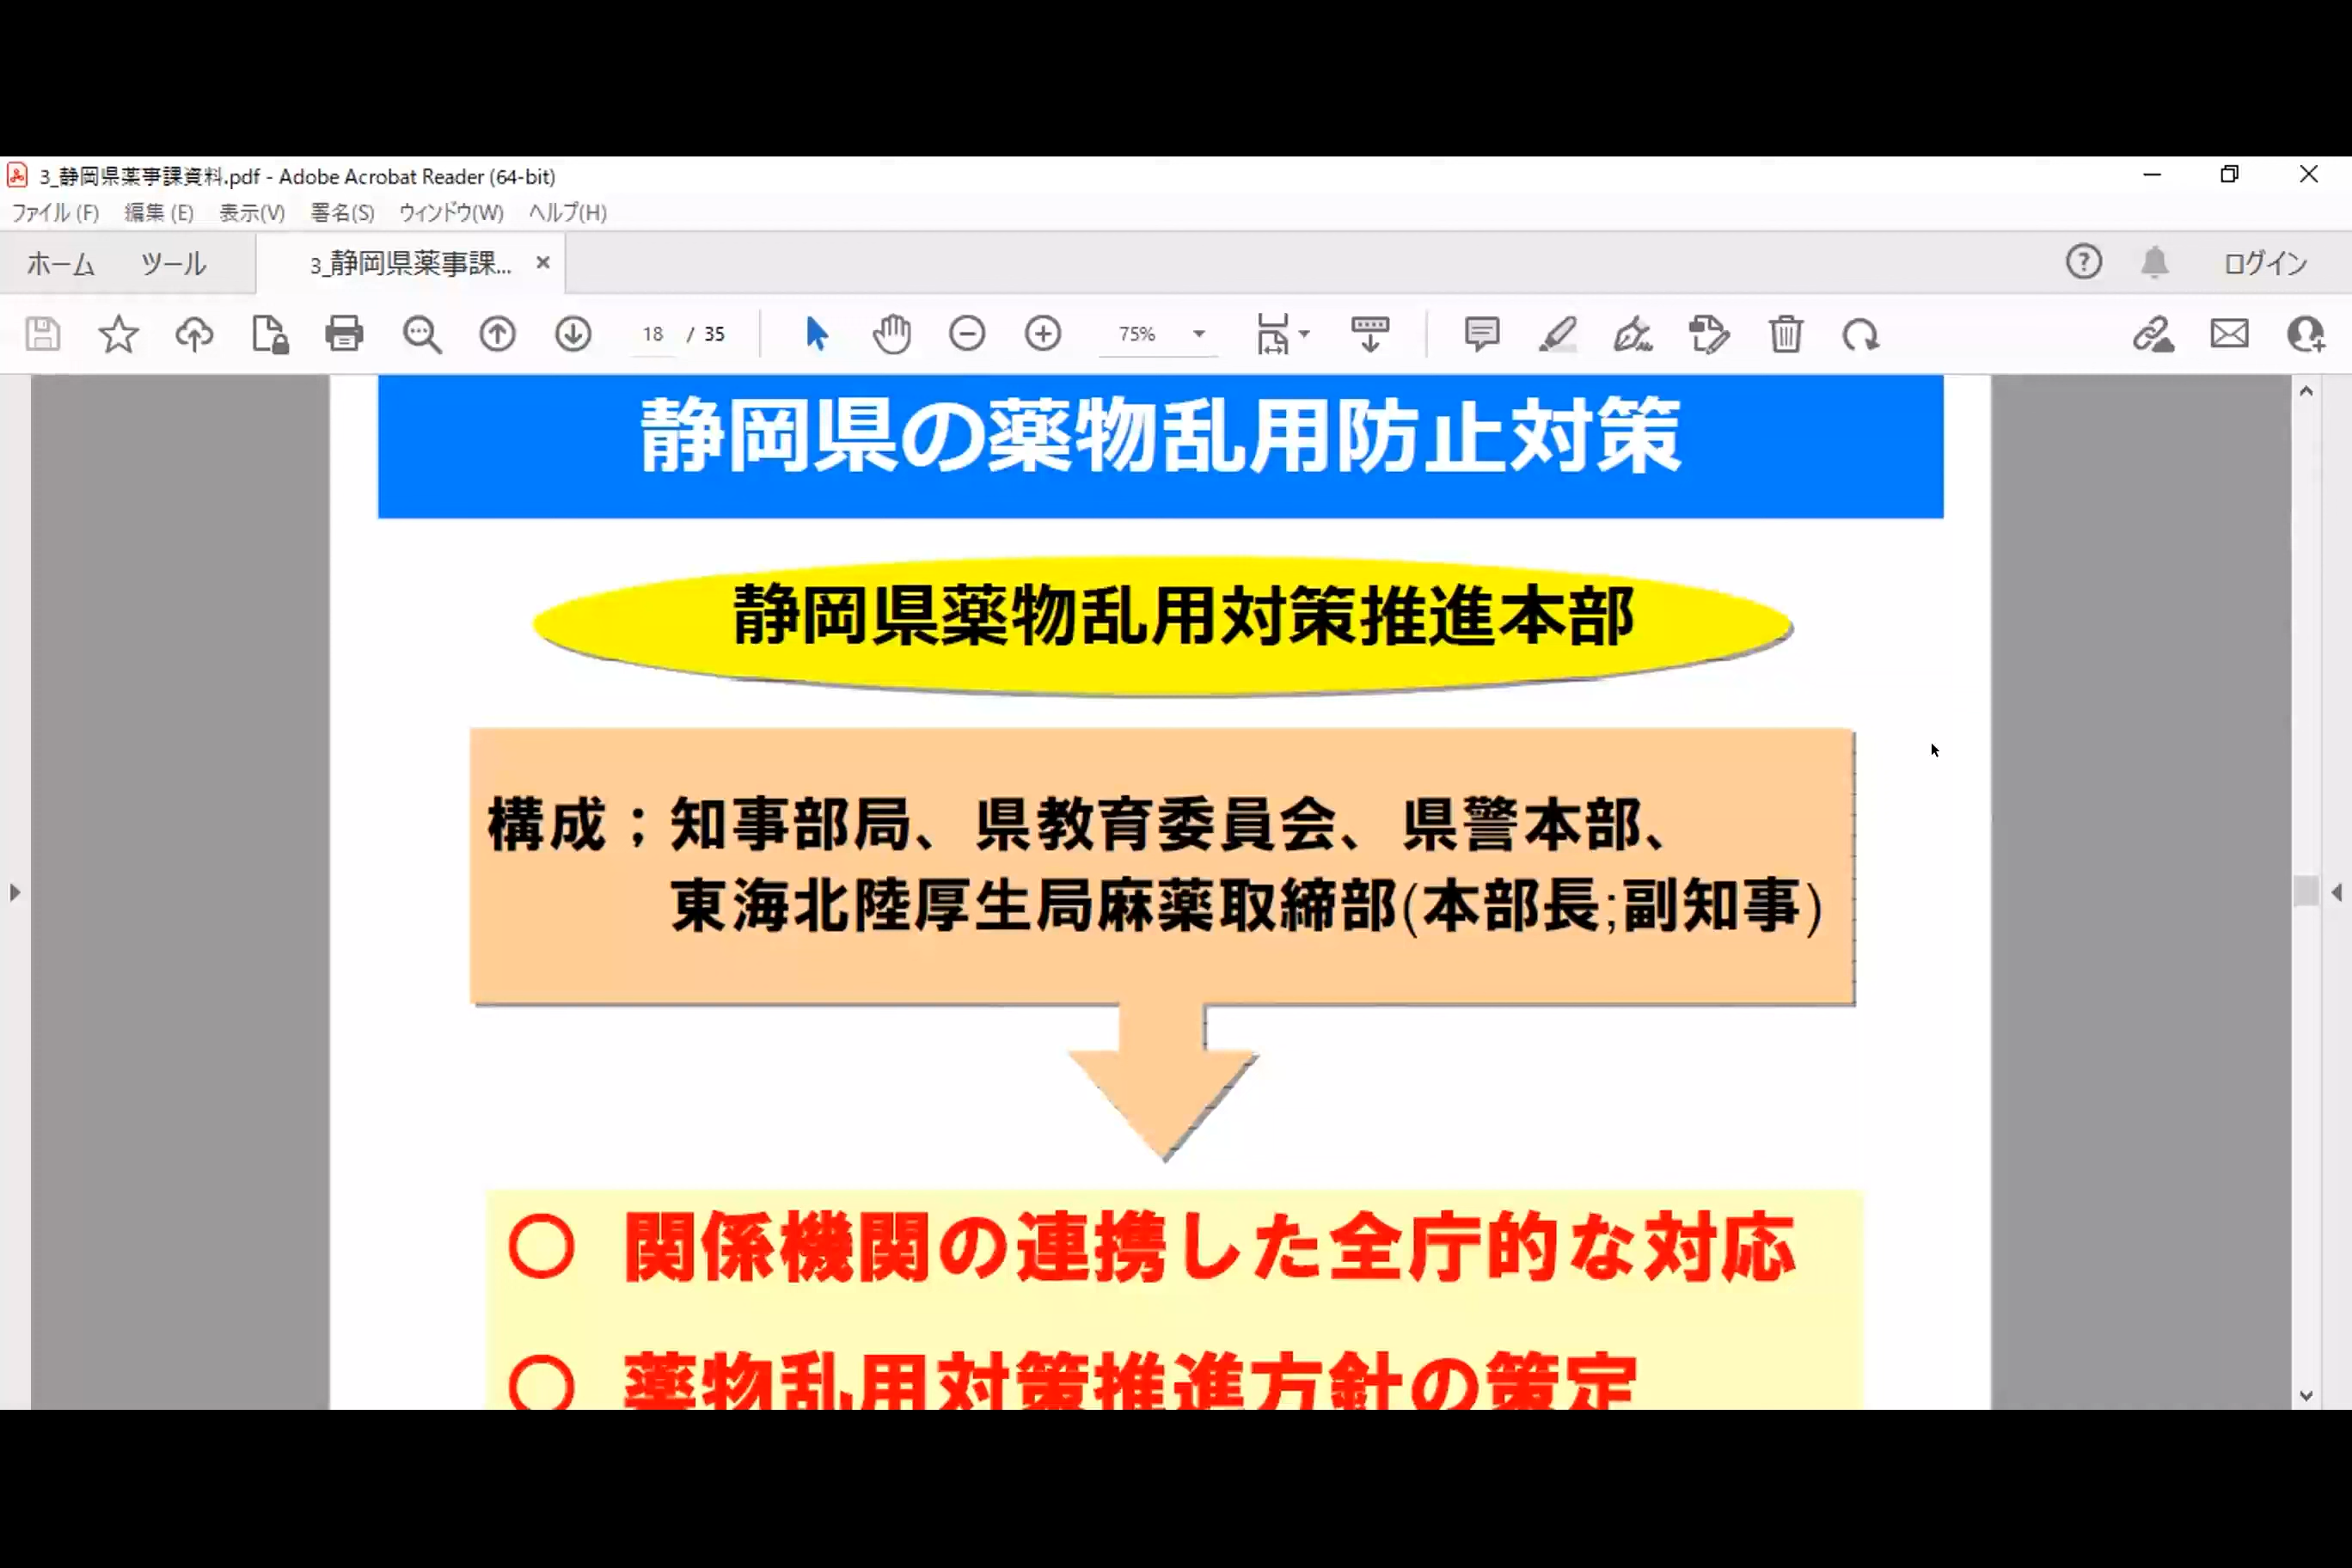 3_静岡県薬事課資料.pdf - Adobe Acrobat Reader (64-bit)
ファイル(F) 編集(E) 表示(V) 署名(S) ウィンドウ(W) ヘルプ(H)
ホーム ツール 3_静岡県薬事課... ログイン
18 / 35 75%
静岡県の薬物乱用防止対策
静岡県薬物乱用対策推進本部
構成;知事部局、県教育委員会、県警本部、
東海北陸厚生局麻薬取締部(本部長;副知事)
○ 関係機関の連携した全庁的な対応
○ 薬物乱用対策推進方針の策定